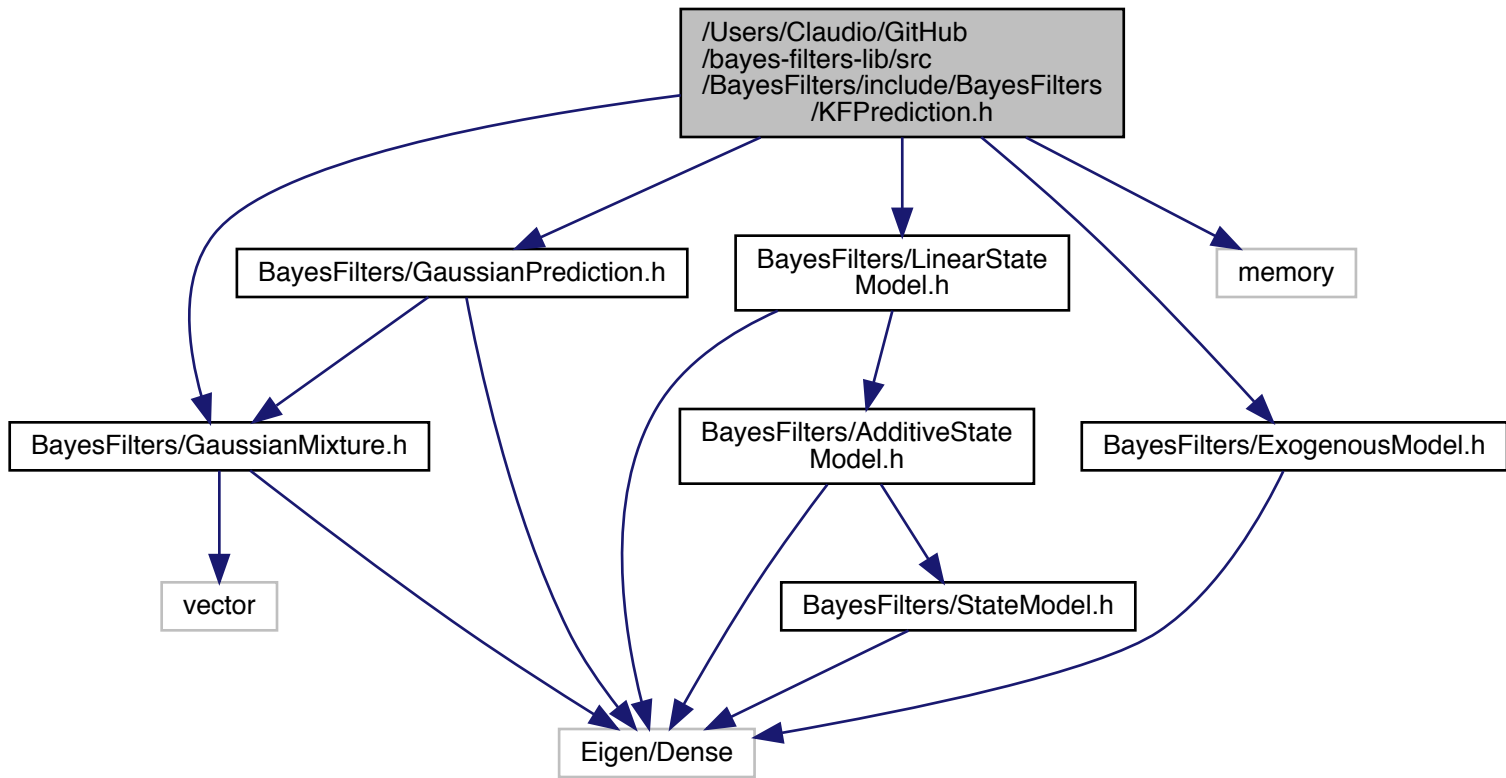 /Users/Claudio/GitHub
/bayes-filters-lib/src
/BayesFilters/include/BayesFilters
/KFPrediction.h
BayesFilters/GaussianPrediction.h
BayesFilters/LinearState
Model.h
memory
BayesFilters/GaussianMixture.h
BayesFilters/AdditiveState
Model.h
BayesFilters/ExogenousModel.h
vector
BayesFilters/StateModel.h
Eigen/Dense